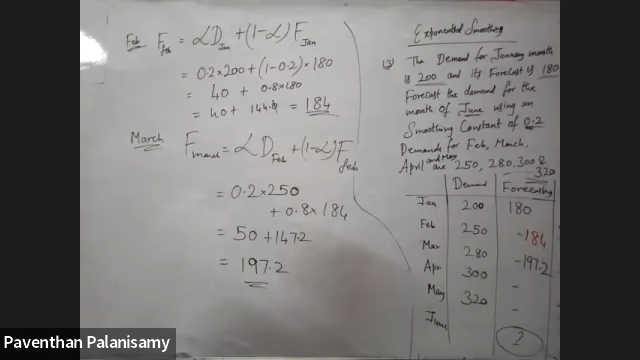 Feb F_feb = αD_Jan + (1-α) F_Jan
= 0.2×200 + (1-0.2)×180
= 40 + 0.8×180
= 40 + 144 = 184
March F_march = αD_Feb + (1-α) F_feb
= 0.2×250
+ 0.8×184
= 50 + 147.2
= 197.2
Exponential Smoothing
The Demand for January month
is 200 and its Forecast is 180
Forecast the demand for the
month of June using an
Smoothing Constant of 0.2
Demands for Feb, March,
April and May are 250, 280, 300 &
320
Demand Forecasting
Jan 200 180
Feb 250 -184
Mar 280 -197.2
Apr 300 -
May 320 -
June ?
Paventhan Palanisamy